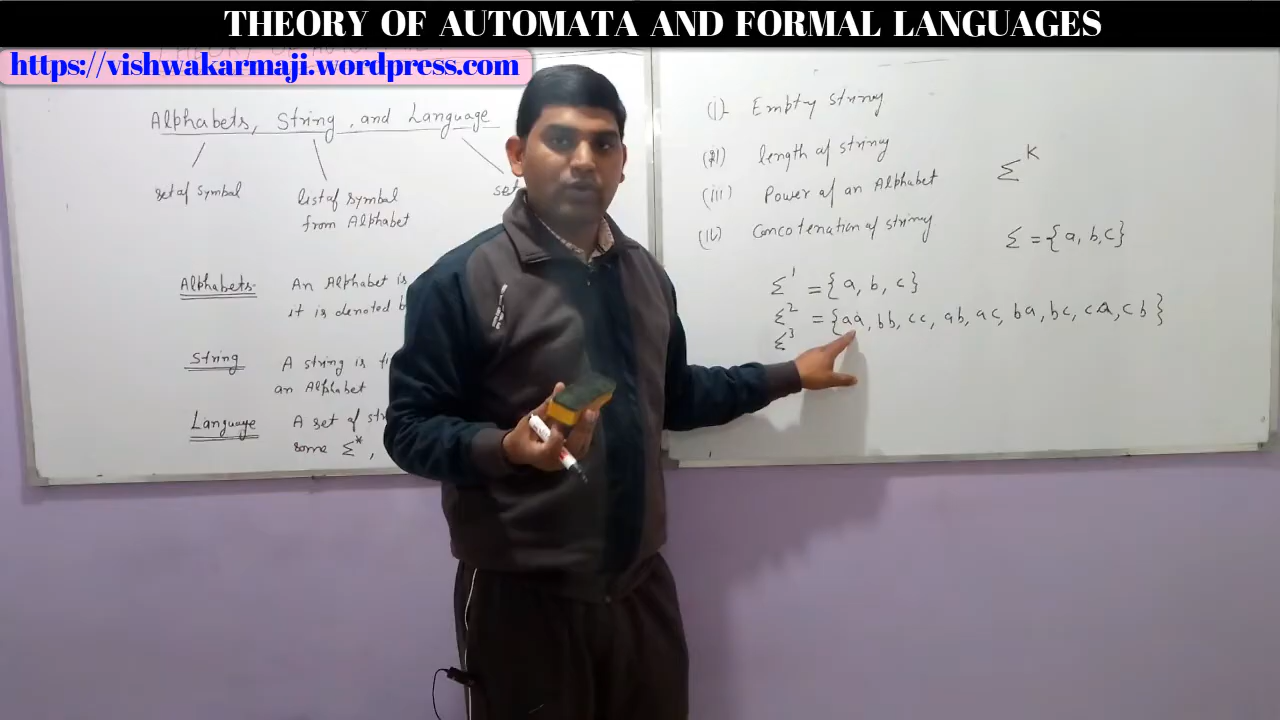 THEORY OF AUTOMATA AND FORMAL LANGUAGES
https://vishwakarmaji.wordpress.com
Alphabets, String, and Language
set of symbol
list of symbol
from Alphabet
set
Alphabets- An Alphabet is
it is denoted b
String A string is
an Alphabet
Language A set of st
some Σ*,
(i) Empty string
(ii) length of string
(iii) Power of an Alphabet
(iv) Concotenation of string
Σ^K
Σ = {a, b, c}
Σ^1 = {a, b, c}
Σ^2 = {aa, bb, cc, ab, ac, ba, bc, ca, cb}
Σ^3